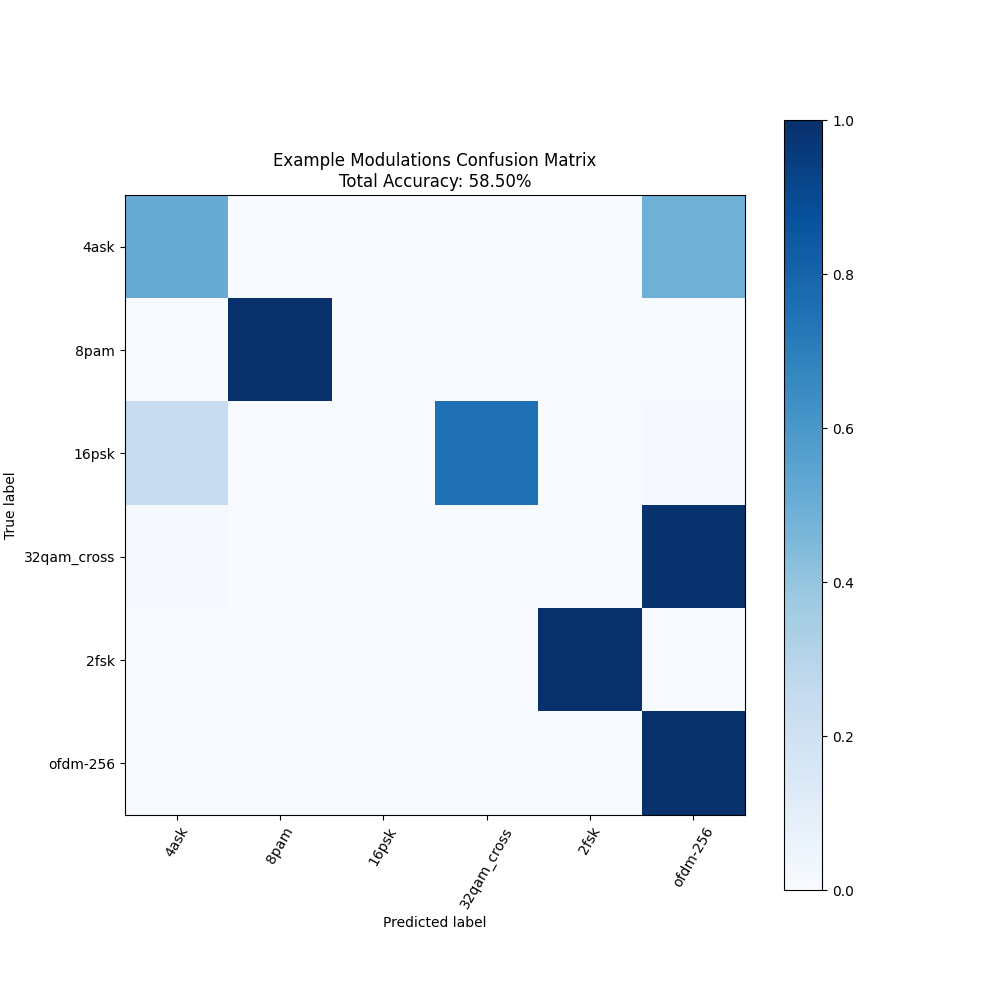 Example Modulations Confusion Matrix
Total Accuracy: 58.50%
True label
4ask
8pam
16psk
32qam_cross
2fsk
ofdm-256
4ask
8pam
16psk
32qam_cross
2fsk
ofdm-256
Predicted label
1.0
0.8
0.6
0.4
0.2
0.0